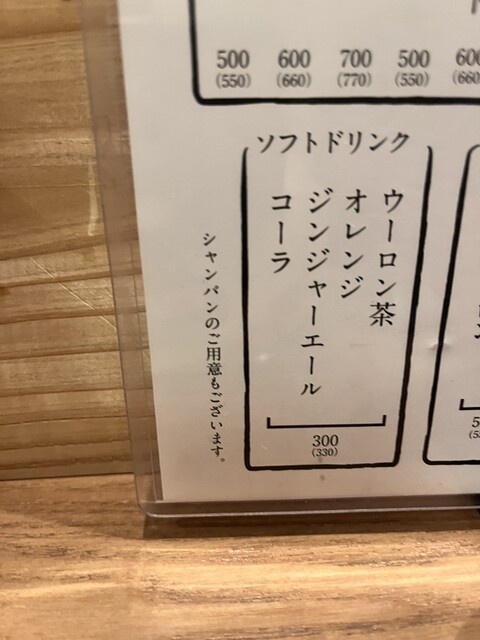 500 600 700 500 600
(550) (660) (770) (550) (660)
ソフトドリンク
ウーロン茶
オレンジ
ジンジャーエール
コーラ
300
(330)
シャンパンのご用意もございます。